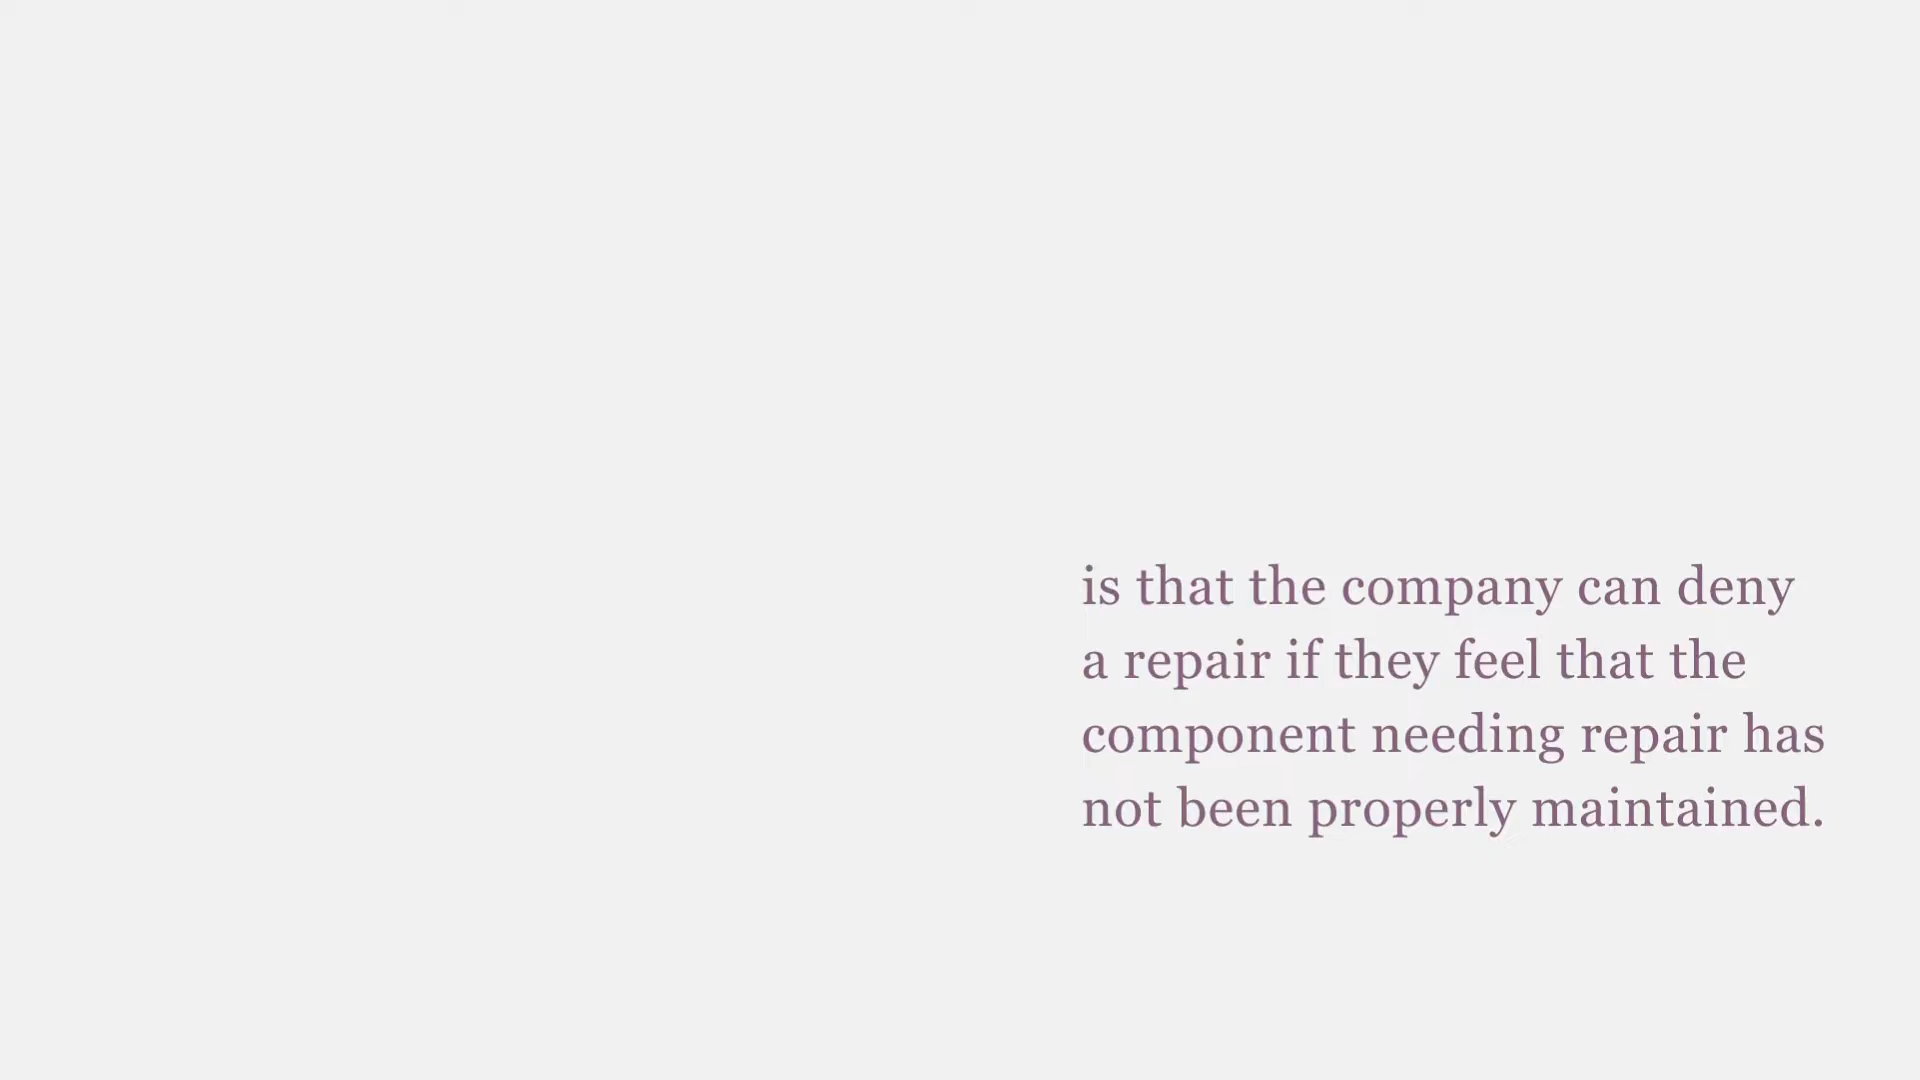 is that the company can deny
a repair if they feel that the
component needing repair has
not been properly maintained.